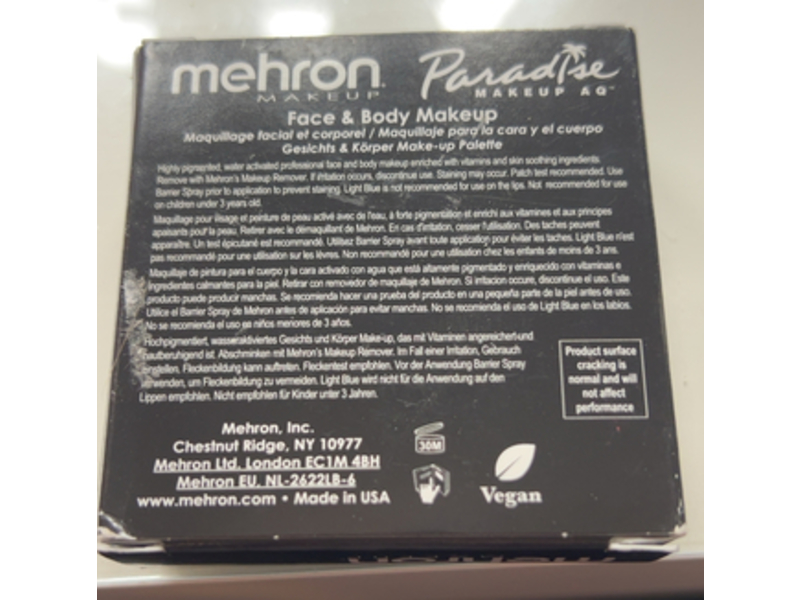 mehron. Paradise
MAKEUP MAKEUP AQ™
Face & Body Makeup
Maquillage facial et corporel / Maquillaje para la cara y el cuerpo
Gesichts & Körper Make-up Palette
Highly pigmented, water activated professional face and body makeup enriched with vitamins and skin soothing ingredients.
Remove with Mehron's Makeup Remover. If irritation occurs, discontinue use. Staining may occur. Patch test recommended. Use
Barrier Spray prior to application to prevent staining. Light Blue is not recommended for use on the lips. Not recommended for use
on children under 3 years old.
Maquillage pour visage et peinture de peau activé avec de l'eau, à forte pigmentation et enrichi aux vitamines et aux principes
apaisants pour la peau. Retirer avec le démaquillant de Mehron. En cas d'irritation, cesser l'utilisation. Des taches peuvent
apparaître. Un test épicutané est recommandé. Utilisez Barrier Spray avant toute application pour éviter les taches. Light Blue n'est
pas recommandé pour une utilisation sur les lèvres. Non recommandé pour une utilisation chez les enfants de moins de 3 ans.
Maquillaje de pintura para el cuerpo y la cara activado con agua que está altamente pigmentado y enriquecido con vitaminas e
ingredientes calmantes para la piel. Retirar con removedor de maquillaje de Mehron. Si irritacion occure, discontinue el uso. Este
producto puede producir manchas. Se recomienda hacer una prueba del producto en una pequeña parte de la piel antes de uso.
Utilice el Barrier Spray de Mehron antes de aplicación para evitar manchas. No se recomienda el uso de Light Blue en los labios.
No se recomienda el uso en niños menores de 3 años.
Hochpigmentiert, wasseraktiviertes Gesichts und Körper Make-up, das mit Vitaminen angereichert und
hautberuhigend ist. Abschminken mit Mehron's Makeup Remover. Im Fall einer Irritation, Gebrauch
einstellen. Fleckenbildung kann auftreten. Fleckentest empfohlen. Vor der Anwendung Barrier Spray
verwenden, um Fleckenbildung zu vermeiden. Light Blue wird nicht für die Anwendung auf den
Lippen empfohlen. Nicht empfohlen für Kinder unter 3 Jahren.
Product surface
cracking is
normal and will
not affect
performance
Mehron, Inc.
Chestnut Ridge, NY 10977
Mehron Ltd. London EC1M 4BH
Mehron EU, NL-2622LB-6
www.mehron.com • Made in USA
30M
Vegan